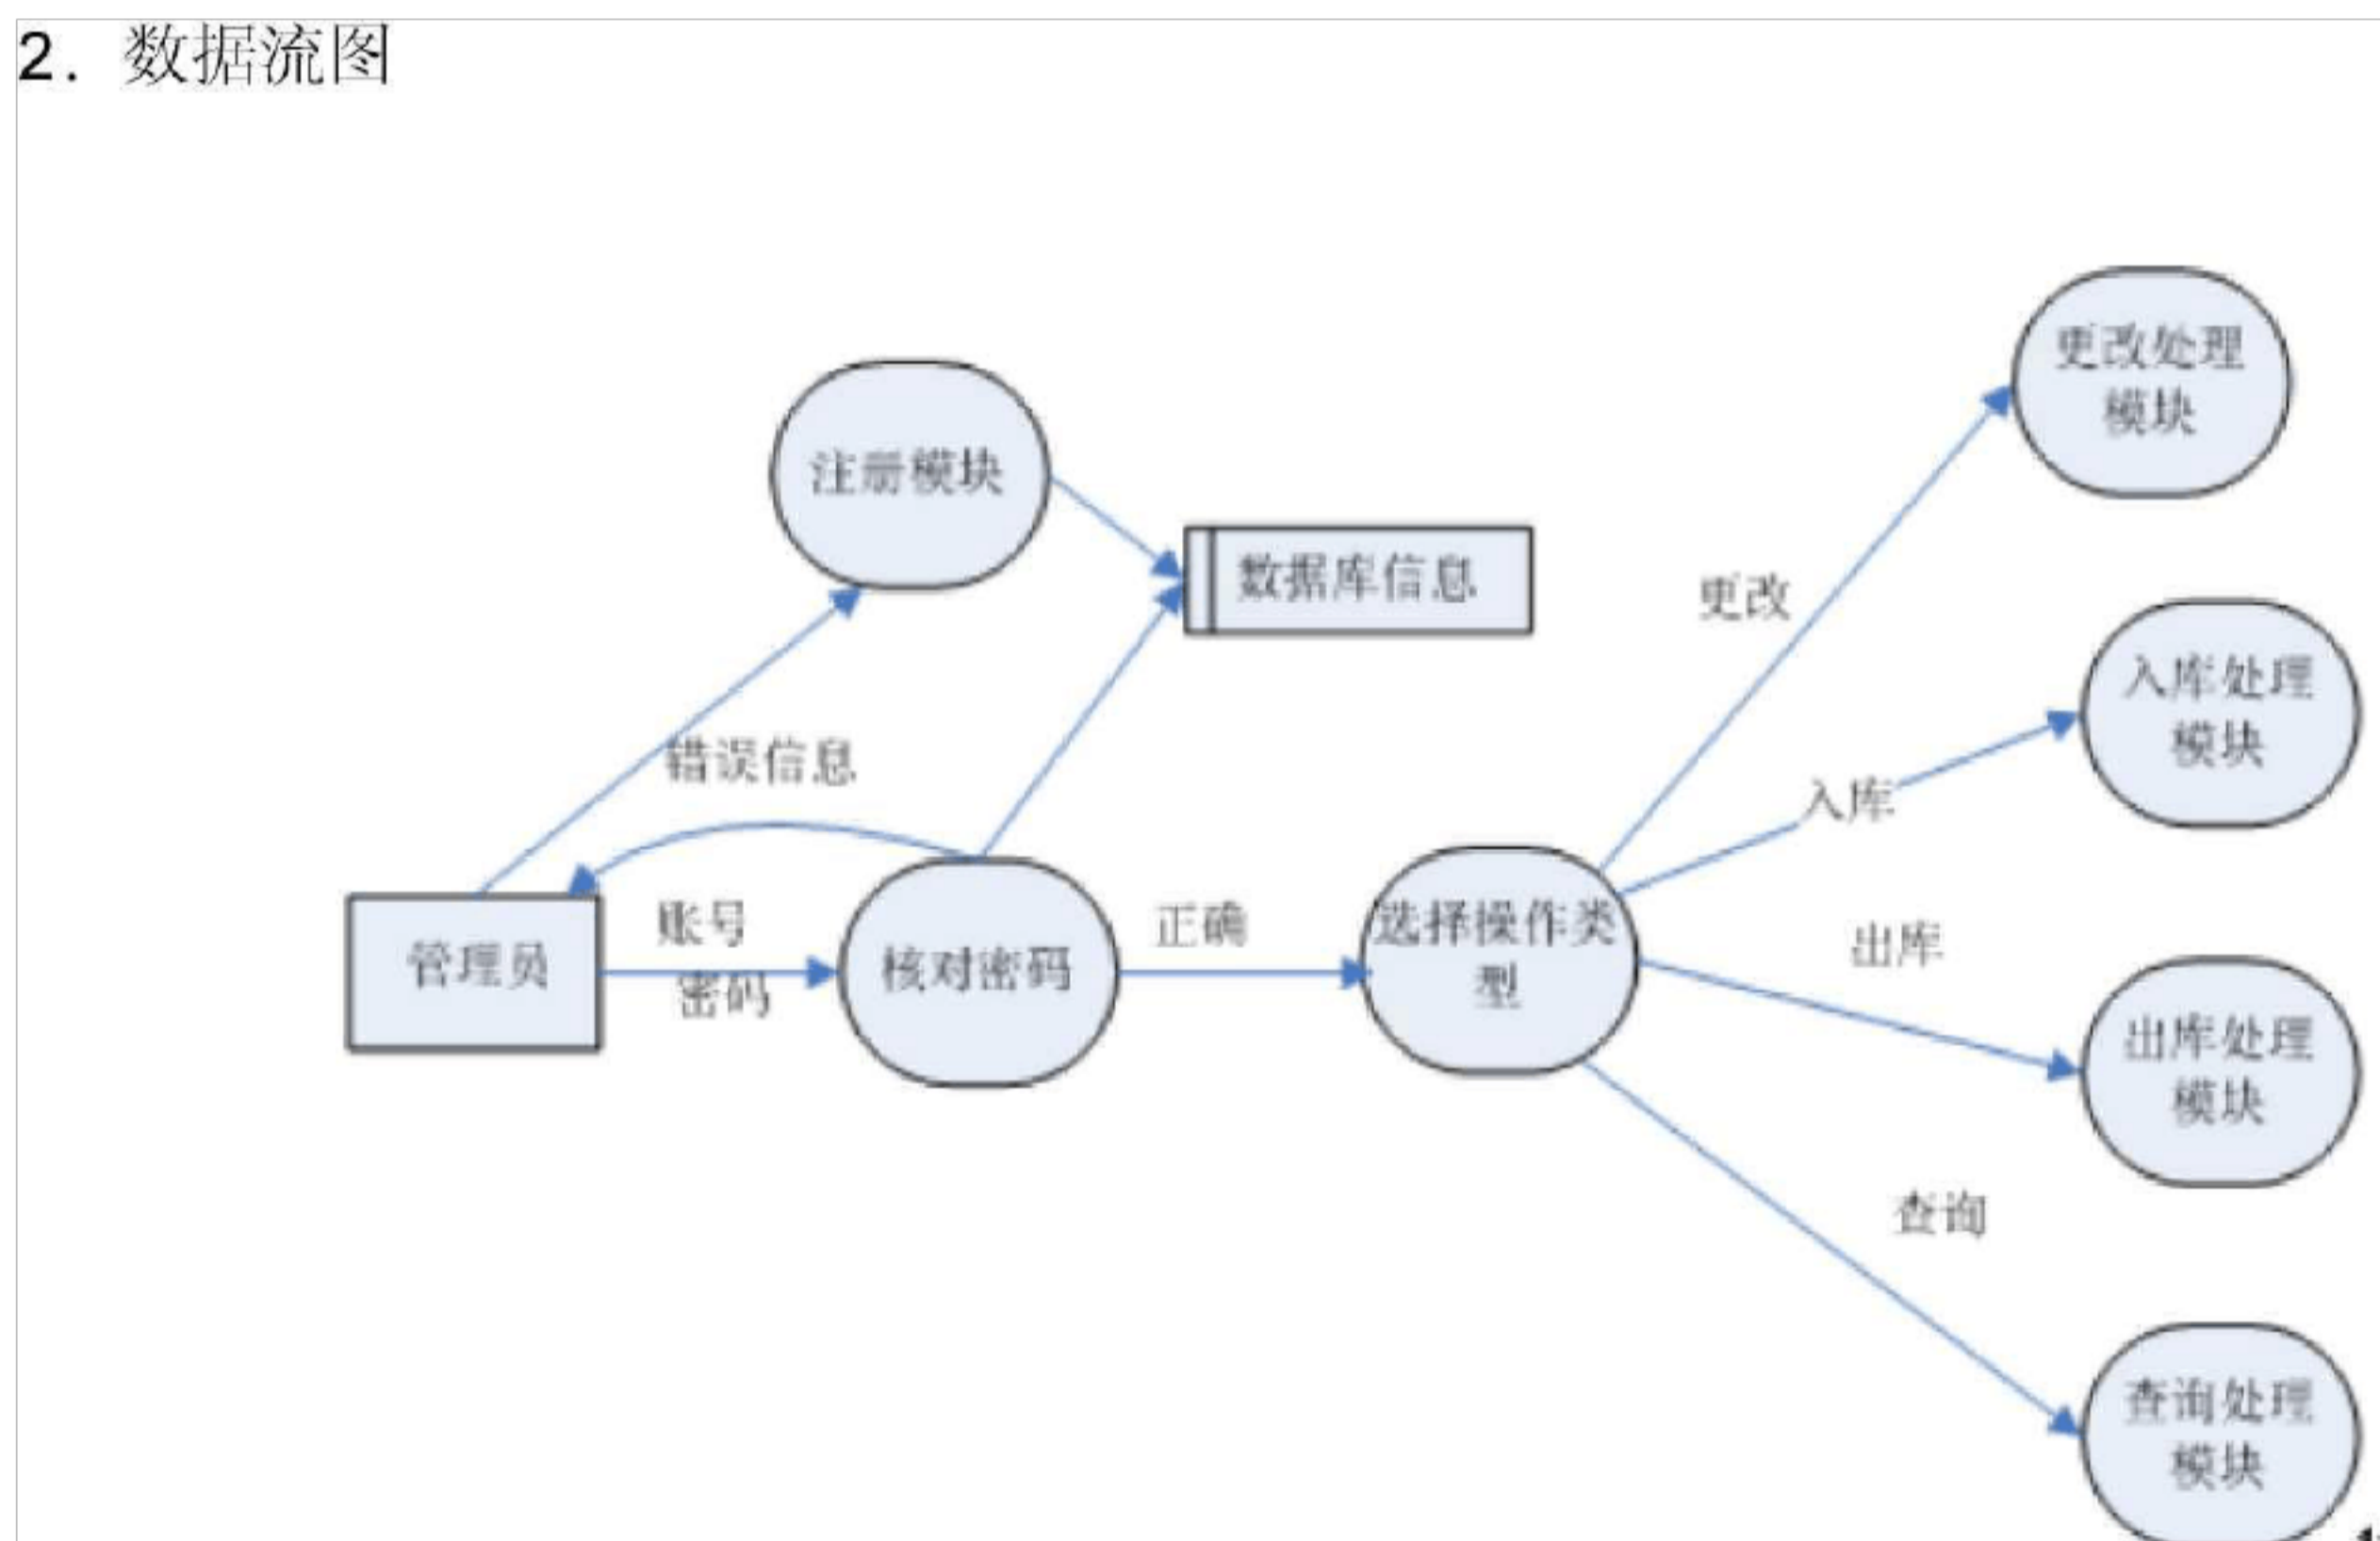 2. 数据流图
更改处理
模块
注册模块
数据库信息
更改
入库处理
模块
错误信息
入库
账号
密码
正确
管理员
核对密码
选择操作类
型
出库
出库处理
模块
查询
查询处理
模块